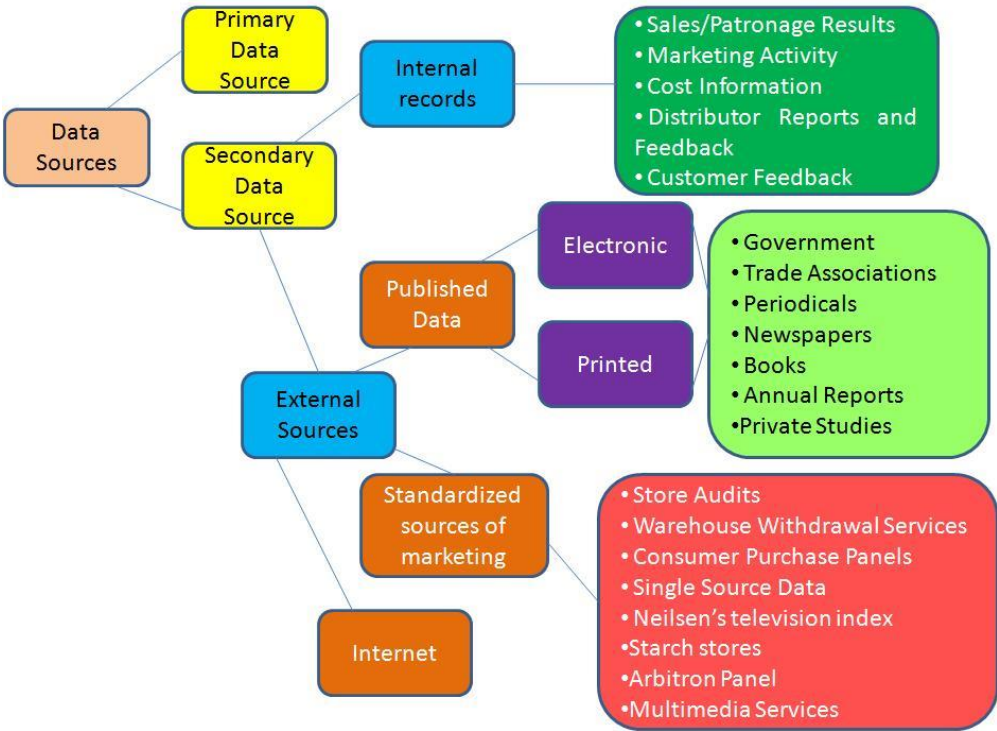 Primary
Data
Source
Data
Sources
Secondary
Data
Source
Internal
records
• Sales/Patronage Results
• Marketing Activity
• Cost Information
• Distributor Reports and
Feedback
• Customer Feedback
External
Sources
Published
Data
Electronic
Printed
• Government
• Trade Associations
• Periodicals
• Newspapers
• Books
• Annual Reports
•Private Studies
Standardized
sources of
marketing
• Store Audits
• Warehouse Withdrawal Services
• Consumer Purchase Panels
• Single Source Data
• Neilsen’s television index
•Starch stores
•Arbitron Panel
•Multimedia Services
Internet